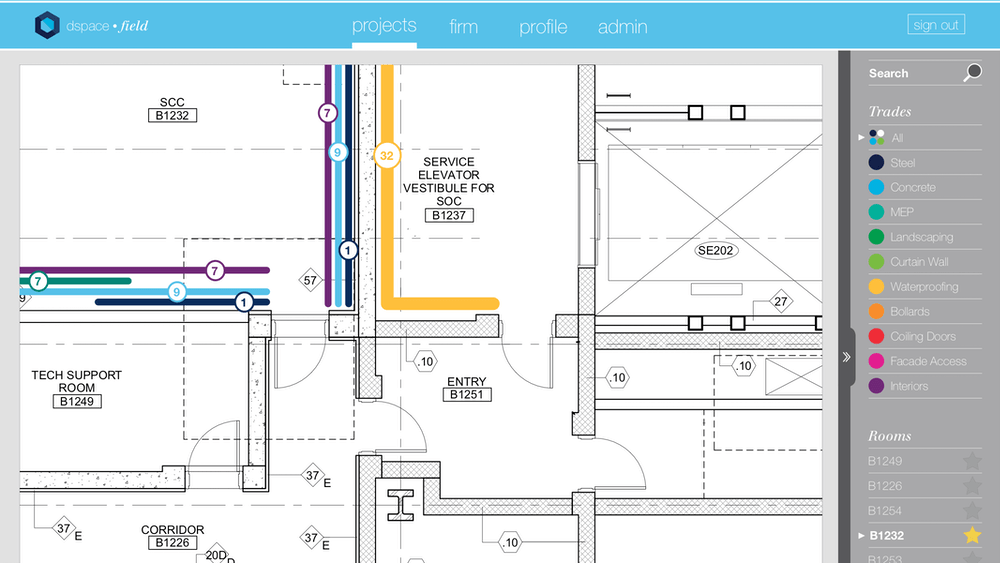 dspace • field
projects firm profile admin
sign out
SCC
B1232
7
9
32
SERVICE
ELEVATOR
VESTIBULE FOR
SOC
B1237
SE202
1
57
7
7
9
9
1
27
.10
.10
.10
TECH SUPPORT
ROOM
B1249
ENTRY
B1251
37
E
37
E
37
E
CORRIDOR
B1226
20D
D
.10
Search
Trades
All
Steel
Concrete
MEP
Landscaping
Curtain Wall
Waterproofing
Bollards
Coiling Doors
Facade Access
Interiors
Rooms
B1249
B1226
B1254
B1232
B1253